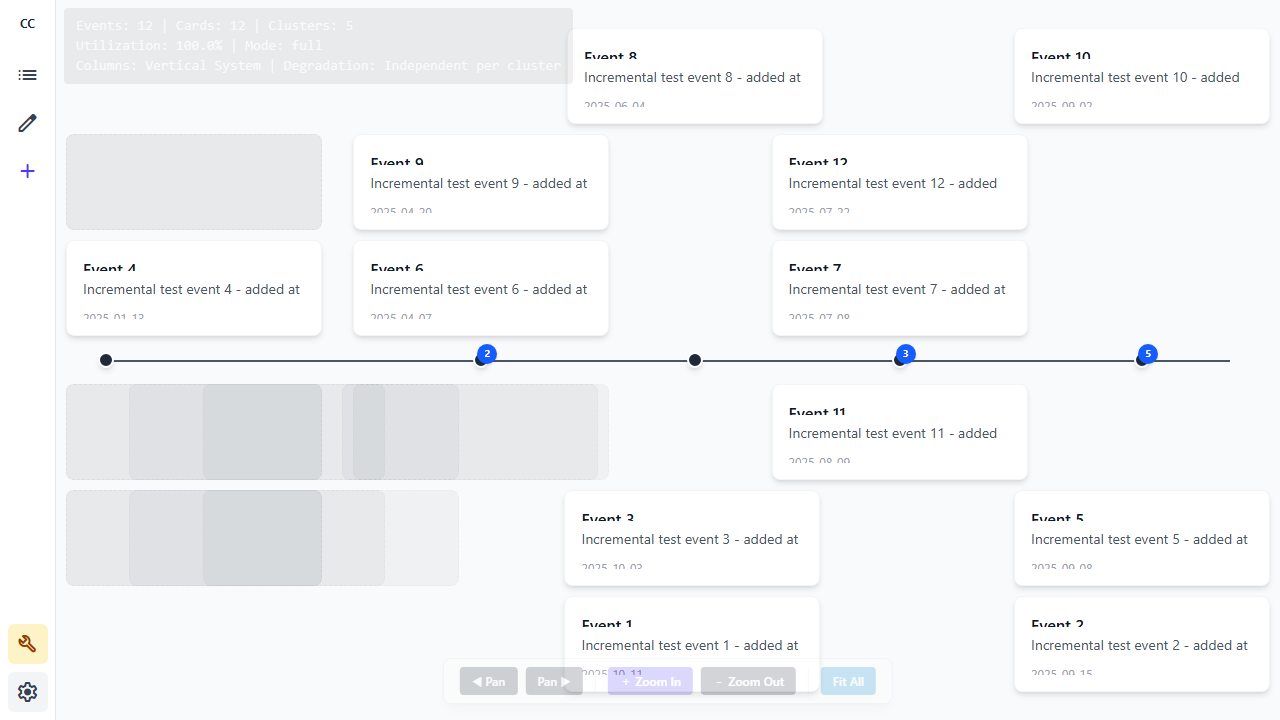 CC
Events: 12 | Cards: 12 | Clusters: 5
Utilization: 100.0% | Mode: full
Columns: Vertical System | Degradation: Independent per cluster
Event 8
Incremental test event 8 - added at
2025-06-04
Event 10
Incremental test event 10 - added
2025-09-02
Event 9
Incremental test event 9 - added at
2025-04-20
Event 12
Incremental test event 12 - added
2025-07-22
Event 4
Incremental test event 4 - added at
2025-01-13
Event 6
Incremental test event 6 - added at
2025-04-07
Event 7
Incremental test event 7 - added at
2025-07-08
2
3
5
Event 11
Incremental test event 11 - added
2025-08-09
Event 3
Incremental test event 3 - added at
2025-10-03
Event 5
Incremental test event 5 - added at
2025-09-08
Event 1
Incremental test event 1 - added at
2025-10-11
Event 2
Incremental test event 2 - added at
2025-09-15
◀ Pan
Pan ▶
+ Zoom In
- Zoom Out
Fit All